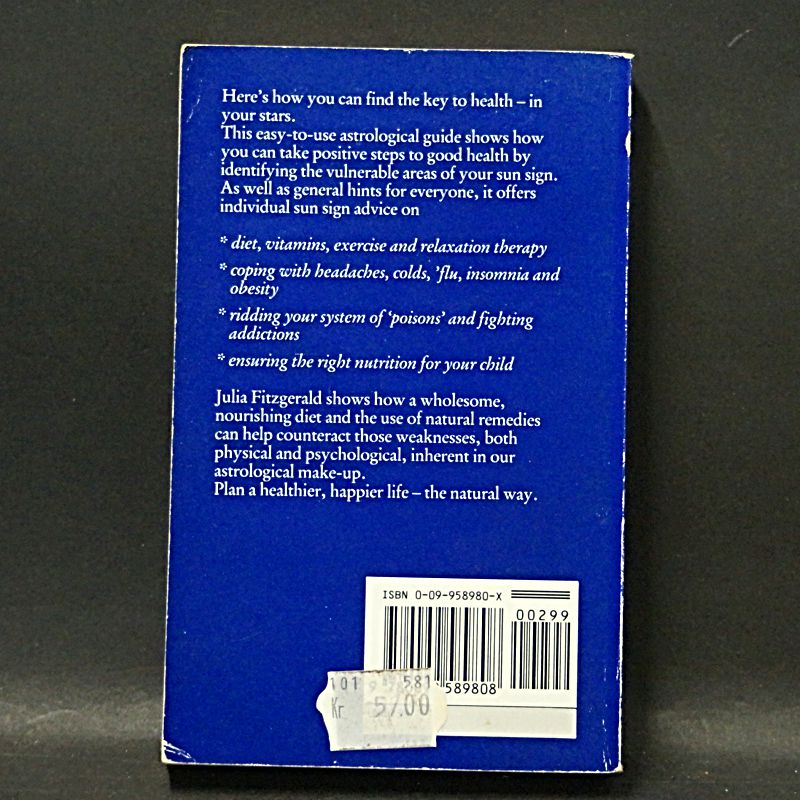 Here's how you can find the key to health – in
your stars.
This easy-to-use astrological guide shows how
you can take positive steps to good health by
identifying the vulnerable areas of your sun sign.
As well as general hints for everyone, it offers
individual sun sign advice on
* diet, vitamins, exercise and relaxation therapy
* coping with headaches, colds, 'flu, insomnia and
obesity
* ridding your system of 'poisons' and fighting
addictions
* ensuring the right nutrition for your child
Julia Fitzgerald shows how a wholesome,
nourishing diet and the use of natural remedies
can help counteract those weaknesses, both
physical and psychological, inherent in our
astrological make-up.
Plan a healthier, happier life – the natural way.
ISBN 0-09-958980-X
00299
589808
101 581
Kr 57.00